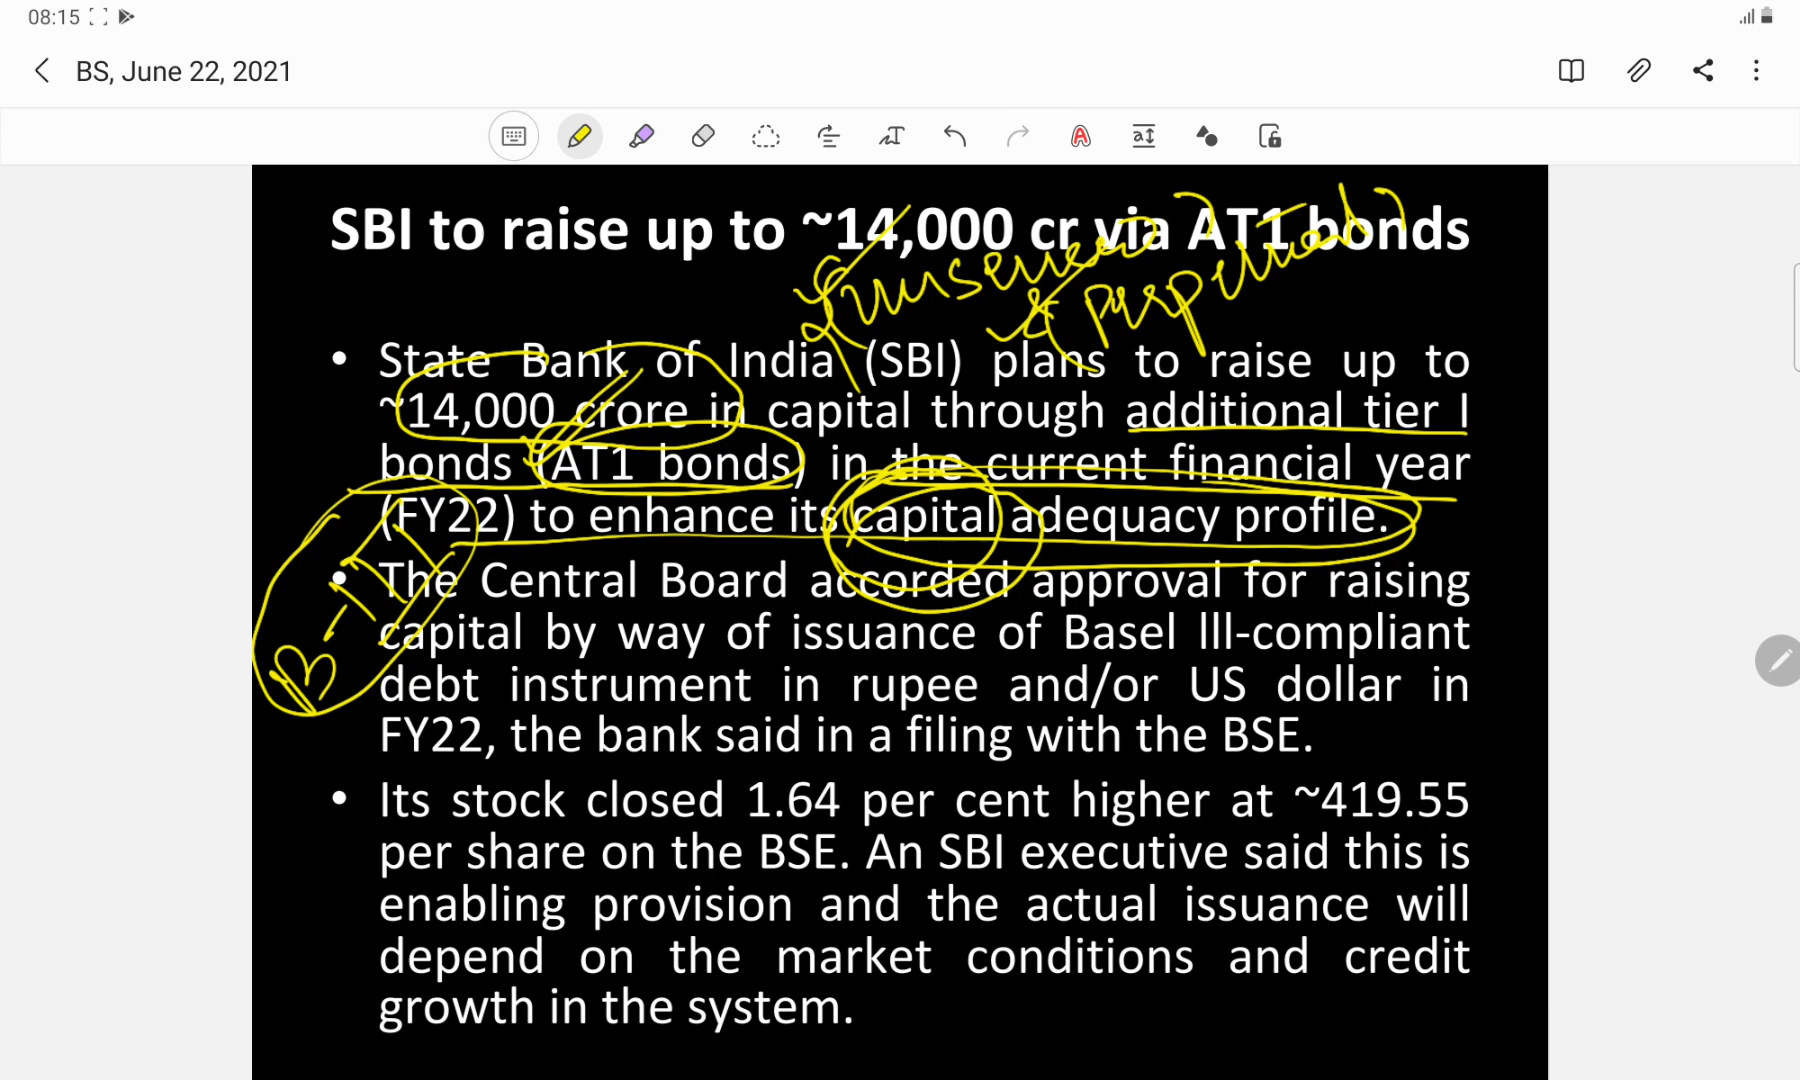 08:15
BS, June 22, 2021
SBI to raise up to ~14,000 cr via AT1 bonds
(unsecured)
& (perpetual)
• State Bank of India (SBI) plans to raise up to
~14,000 crore in capital through additional tier I
bonds (AT1 bonds) in the current financial year
(FY22) to enhance its capital adequacy profile.
B-III
• The Central Board accorded approval for raising
capital by way of issuance of Basel lll-compliant
debt instrument in rupee and/or US dollar in
FY22, the bank said in a filing with the BSE.
• Its stock closed 1.64 per cent higher at ~419.55
per share on the BSE. An SBI executive said this is
enabling provision and the actual issuance will
depend on the market conditions and credit
growth in the system.